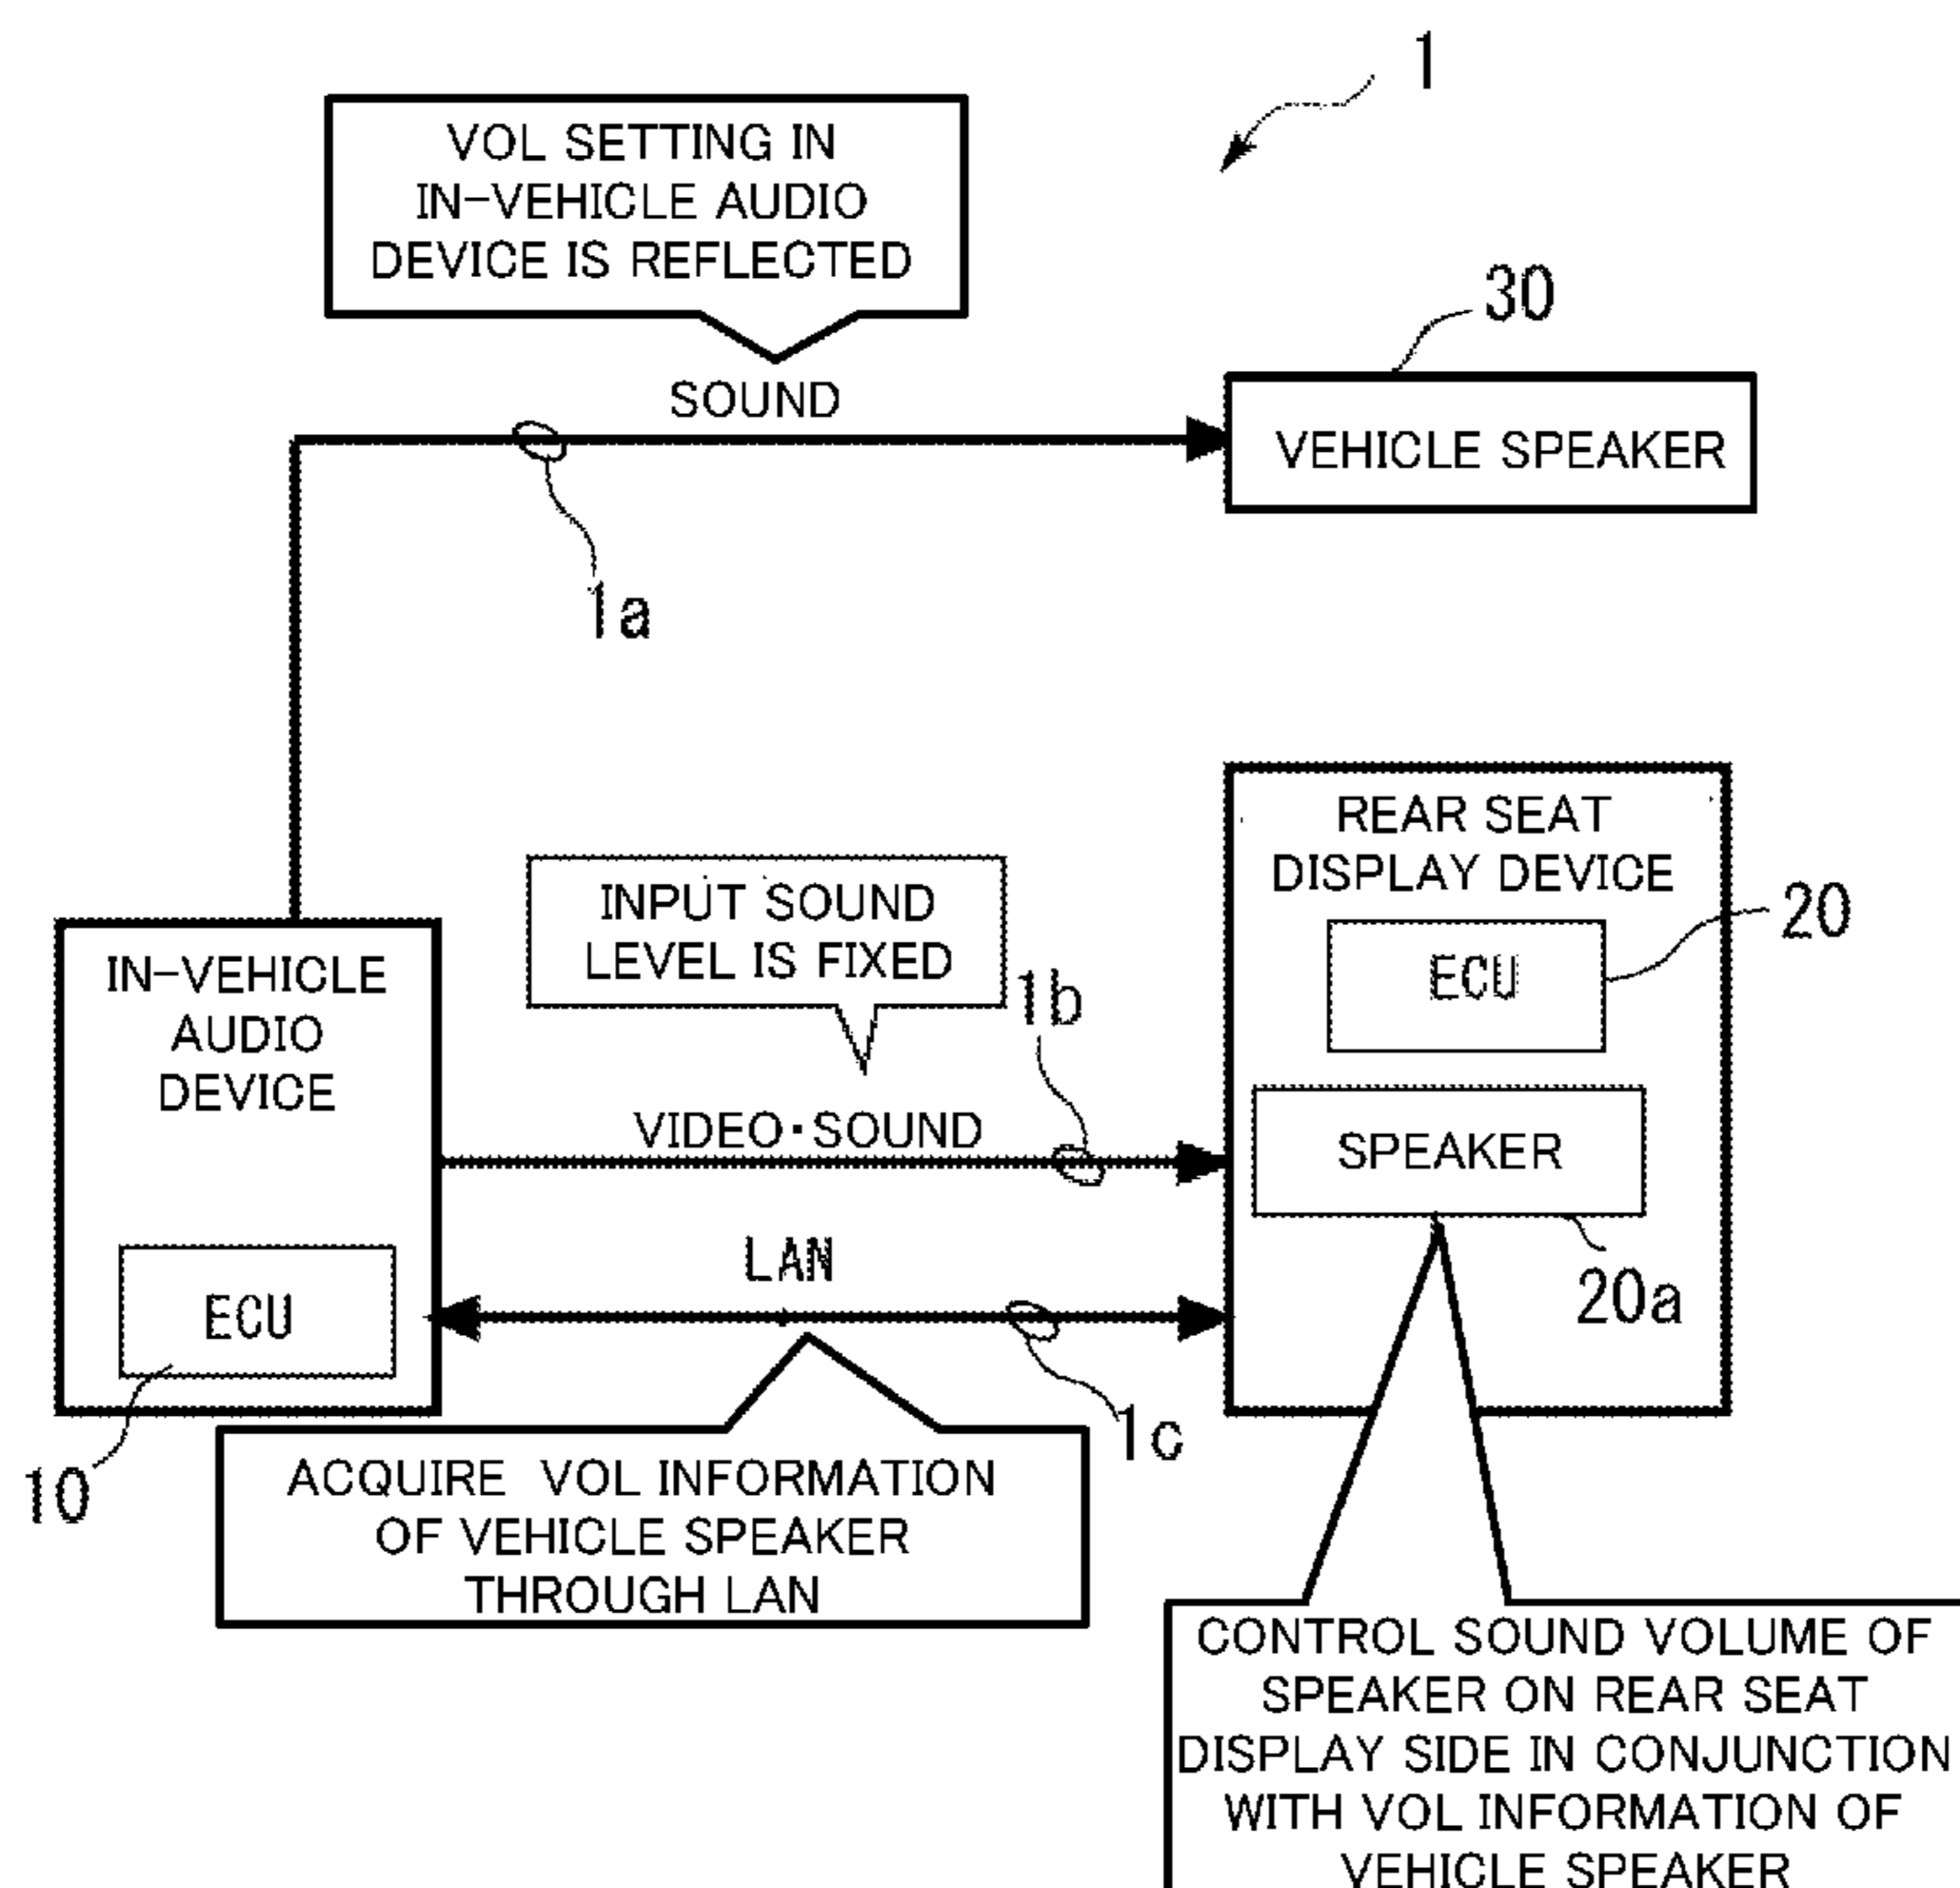 1
VOL SETTING IN
IN-VEHICLE AUDIO
DEVICE IS REFLECTED
30
SOUND
VEHICLE SPEAKER
1a
REAR SEAT
DISPLAY DEVICE
20
ECU
INPUT SOUND
LEVEL IS FIXED
1b
IN-VEHICLE
AUDIO
DEVICE
VIDEO・SOUND
SPEAKER
LAN
20a
ECU
1c
10
ACQUIRE VOL INFORMATION
OF VEHICLE SPEAKER
THROUGH LAN
CONTROL SOUND VOLUME OF
SPEAKER ON REAR SEAT
DISPLAY SIDE IN CONJUNCTION
WITH VOL INFORMATION OF
VEHICLE SPEAKER